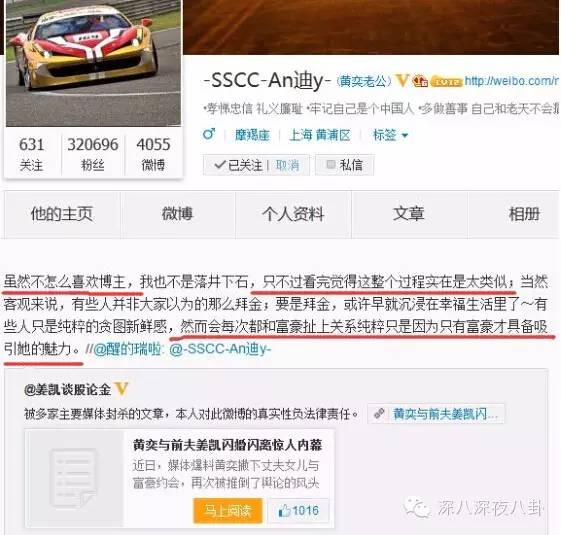 -SSCC-An迪y- (黄奕老公) V 2012 http://weibo.com/r
•孝悌忠信 礼义廉耻 •牢记自己是个中国人 •多做善事 自己和老天不会
♂ 摩羯座 上海 黄浦区 标签
631 320696 4055
关注 粉丝 微博
已关注 | 取消 私信
他的主页 微博 个人资料 文章 相册
虽然不怎么喜欢博主，我也不是落井下石，只不过看完觉得这整个过程实在是太类似；当然
客观来说，有些人并非大家以为的那么拜金；要是拜金，或许早就沉浸在幸福生活里了～有
些人只是纯粹的贪图新鲜感，然而会每次都和富豪扯上关系纯粹只是因为只有富豪才具备吸
引她的魅力。//@醒的瑞啦: @-SSCC-An迪y-
@姜凯谈股论金 V
被多家主要媒体封杀的文章，本人对此微博的真实性负法律责任。 黄奕与前夫姜凯闪...
黄奕与前夫姜凯闪婚闪离惊人内幕
近日，媒体爆料黄奕撇下丈夫女儿与
富豪约会，再次被推倒了舆论的风头
马上阅读 1016
深八深夜八卦